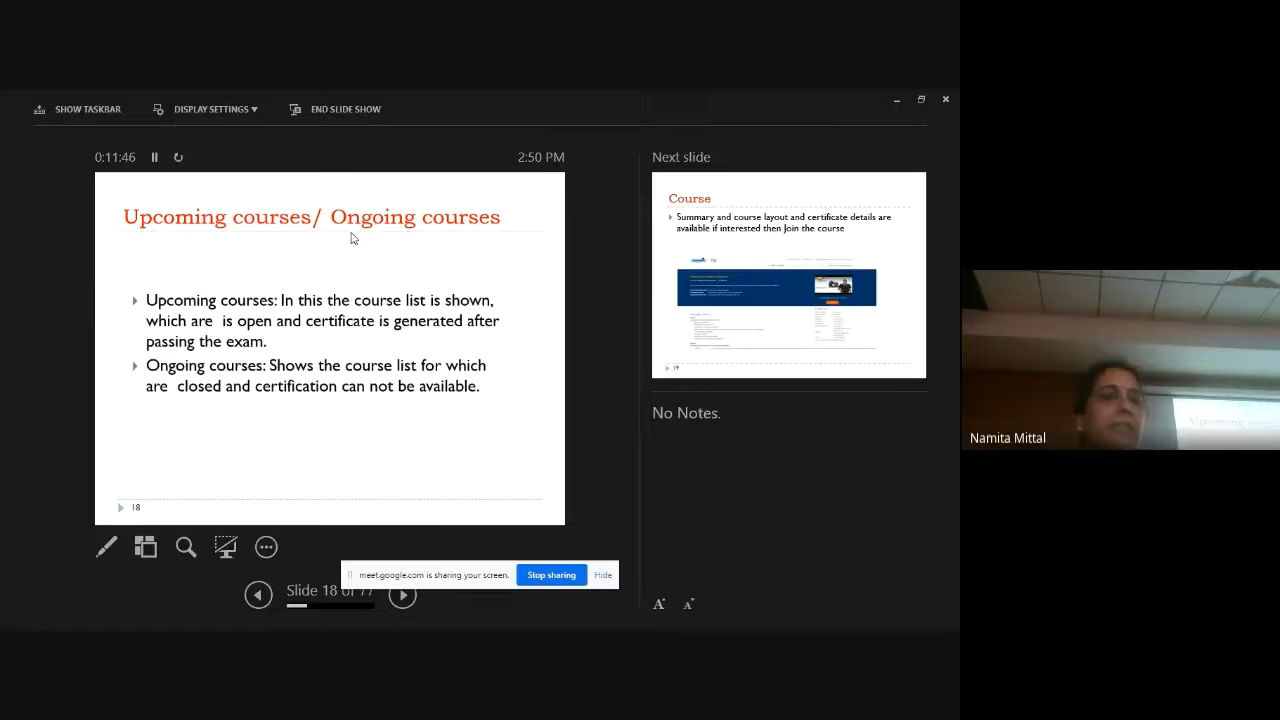 SHOW TASKBAR
DISPLAY SETTINGS
END SLIDE SHOW
0:11:46
2:50 PM
Upcoming courses/ Ongoing courses
Upcoming courses: In this the course list is shown,
which are is open and certificate is generated after
passing the exam.
Ongoing courses: Shows the course list for which
are closed and certification can not be available.
18
Next slide
Course
Summary and course layout and certificate details are
available if interested then Join the course
19
No Notes.
meet.google.com is sharing your screen.
Stop sharing
Hide
Slide 18 of 77
A
A
Namita Mittal
Upcoming course